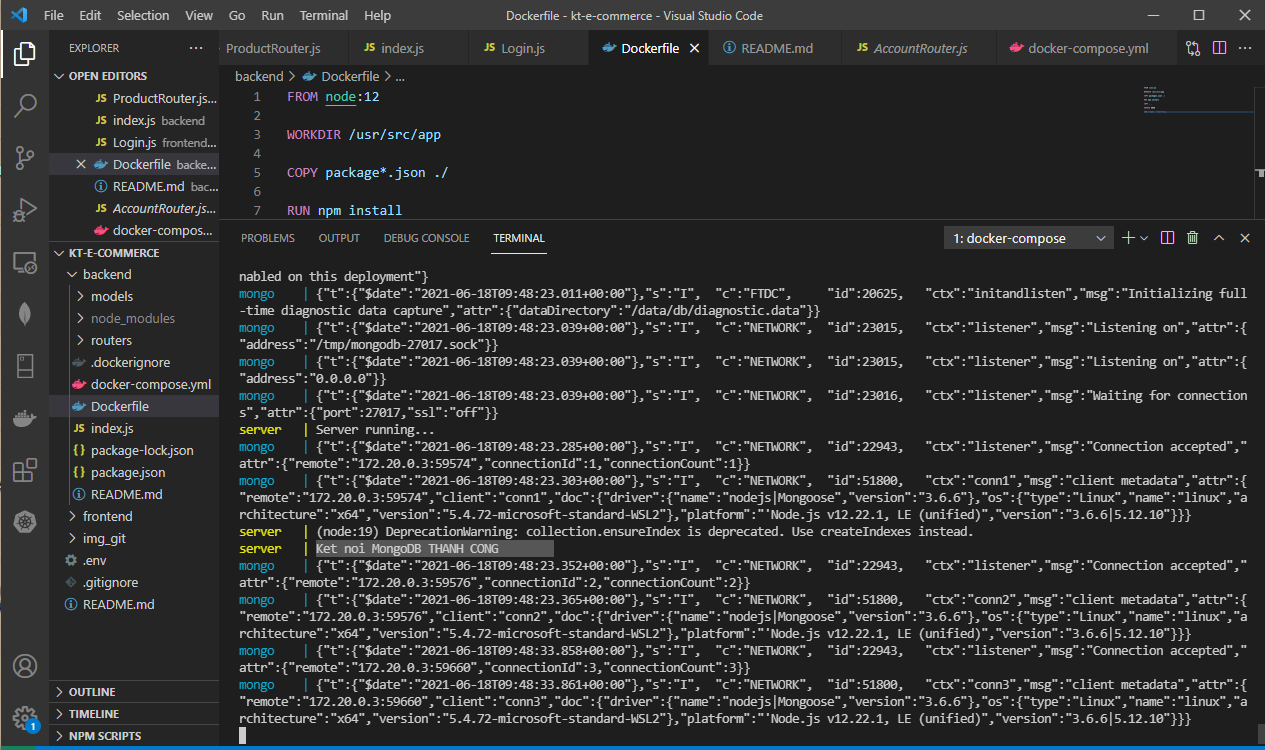 File Edit Selection View Go Run Terminal Help Dockerfile - kt-e-commerce - Visual Studio Code
EXPLORER
OPEN EDITORS
JS ProductRouter.js...
JS index.js backend
JS Login.js frontend...
Dockerfile backe...
README.md bac...
JS AccountRouter.js...
docker-compos...
KT-E-COMMERCE
backend
models
node_modules
routers
.dockerignore
docker-compose.yml
Dockerfile
JS index.js
{} package-lock.json
{} package.json
README.md
frontend
img_git
.env
.gitignore
README.md
OUTLINE
TIMELINE
NPM SCRIPTS
1
ProductRouter.js JS index.js JS Login.js Dockerfile README.md JS AccountRouter.js docker-compose.yml
backend > Dockerfile > ...
1 FROM node:12
2
3 WORKDIR /usr/src/app
4
5 COPY package*.json ./
6
7 RUN npm install
PROBLEMS OUTPUT DEBUG CONSOLE TERMINAL 1: docker-compose
nabled on this deployment"}
mongo | {"t":{"$date":"2021-06-18T09:48:23.011+00:00"},"s":"I", "c":"FTDC", "id":20625, "ctx":"initandlisten","msg":"Initializing full
-time diagnostic data capture","attr":{"dataDirectory":"/data/db/diagnostic.data"}}
mongo | {"t":{"$date":"2021-06-18T09:48:23.039+00:00"},"s":"I", "c":"NETWORK", "id":23015, "ctx":"listener","msg":"Listening on","attr":{
"address":"/tmp/mongodb-27017.sock"}}
mongo | {"t":{"$date":"2021-06-18T09:48:23.039+00:00"},"s":"I", "c":"NETWORK", "id":23015, "ctx":"listener","msg":"Listening on","attr":{
"address":"0.0.0.0"}}
mongo | {"t":{"$date":"2021-06-18T09:48:23.039+00:00"},"s":"I", "c":"NETWORK", "id":23016, "ctx":"listener","msg":"Waiting for connection
s","attr":{"port":27017,"ssl":"off"}}
server | Server running...
mongo | {"t":{"$date":"2021-06-18T09:48:23.285+00:00"},"s":"I", "c":"NETWORK", "id":22943, "ctx":"listener","msg":"Connection accepted","
attr":{"remote":"172.20.0.3:59574","connectionId":1,"connectionCount":1}}
mongo | {"t":{"$date":"2021-06-18T09:48:23.303+00:00"},"s":"I", "c":"NETWORK", "id":51800, "ctx":"conn1","msg":"client metadata","attr":{
"remote":"172.20.0.3:59574","client":"conn1","doc":{"driver":{"name":"nodejs|Mongoose","version":"3.6.6"},"os":{"type":"Linux","name":"linux","a
rchitecture":"x64","version":"5.4.72-microsoft-standard-WSL2"},"platform":"'Node.js v12.22.1, LE (unified)","version":"3.6.6|5.12.10"}}}
server | (node:19) DeprecationWarning: collection.ensureIndex is deprecated. Use createIndexes instead.
server | Ket noi MongoDB THANH CONG
mongo | {"t":{"$date":"2021-06-18T09:48:23.352+00:00"},"s":"I", "c":"NETWORK", "id":22943, "ctx":"listener","msg":"Connection accepted","
attr":{"remote":"172.20.0.3:59576","connectionId":2,"connectionCount":2}}
mongo | {"t":{"$date":"2021-06-18T09:48:23.365+00:00"},"s":"I", "c":"NETWORK", "id":51800, "ctx":"conn2","msg":"client metadata","attr":{
"remote":"172.20.0.3:59576","client":"conn2","doc":{"driver":{"name":"nodejs|Mongoose","version":"3.6.6"},"os":{"type":"Linux","name":"linux","a
rchitecture":"x64","version":"5.4.72-microsoft-standard-WSL2"},"platform":"'Node.js v12.22.1, LE (unified)","version":"3.6.6|5.12.10"}}}
mongo | {"t":{"$date":"2021-06-18T09:48:33.858+00:00"},"s":"I", "c":"NETWORK", "id":22943, "ctx":"listener","msg":"Connection accepted","
attr":{"remote":"172.20.0.3:59660","connectionId":3,"connectionCount":3}}
mongo | {"t":{"$date":"2021-06-18T09:48:33.861+00:00"},"s":"I", "c":"NETWORK", "id":51800, "ctx":"conn3","msg":"client metadata","attr":{
"remote":"172.20.0.3:59660","client":"conn3","doc":{"driver":{"name":"nodejs|Mongoose","version":"3.6.6"},"os":{"type":"Linux","name":"linux","a
rchitecture":"x64","version":"5.4.72-microsoft-standard-WSL2"},"platform":"'Node.js v12.22.1, LE (unified)","version":"3.6.6|5.12.10"}}}